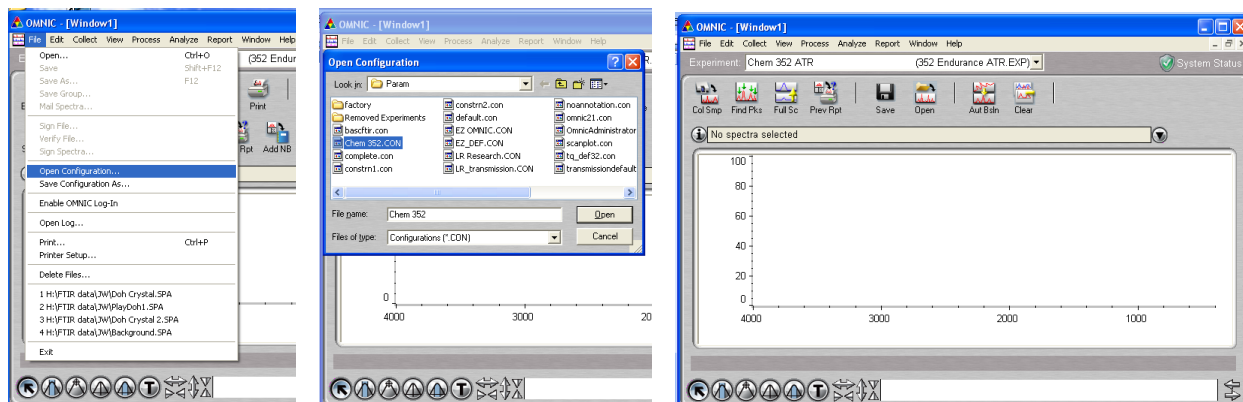 OMNIC - [Window1]
File Edit Collect View Process Analyze Report Window Help
Open... Ctrl+O
Save Shift+F12
Save As... F12
Save Group...
Mail Spectra...
Sign File...
Verify File...
Sign Spectra...
Open Configuration...
Save Configuration As...
Enable OMNIC Log-In
Open Log...
Print... Ctrl+P
Printer Setup...
Delete Files...
1 H:\FTIR data\JW\Doh Crystal.SPA
2 H:\FTIR data\JW\PlayDoh1.SPA
3 H:\FTIR data\JW\Doh Crystal 2.SPA
4 H:\FTIR data\JW\Background.SPA
Exit
(352 Endur
Print
Rpt Add NB
T
OMNIC - [Window1]
File Edit Collect View Process Analyze Report Window Help
Open Configuration
Look in: Param
factory
Removed Experiments
bascftir.con
Chem 352.CON
complete.con
constrn1.con
constrn2.con
default.con
EZ OMNIC.CON
EZ_DEF.CON
LR Research.CON
LR_transmission.CON
noannotation.con
omnic21.con
OmnicAdministrator
scanplot.con
tq_def32.con
transmissiondefault
File name: Chem 352 Open
Files of type: Configurations (*.CON) Cancel
0
4000 3000 20
T
OMNIC - [Window1]
File Edit Collect View Process Analyze Report Window Help
Experiment: Chem 352 ATR (352 Endurance ATR.EXP) System Status
Col Smp Find Pks Full Sc Prev Rpt Save Open Aut Bsln Clear
No spectra selected
100
80
60
40
20
0
4000 3000 2000 1000
T